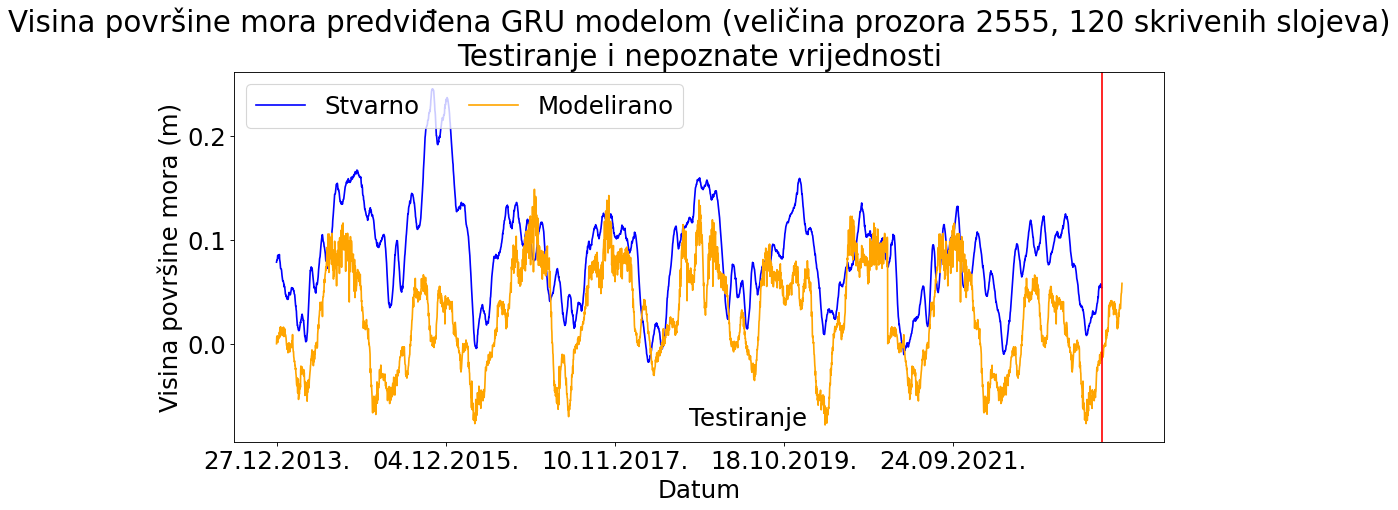 Visina površine mora predviđena GRU modelom (veličina prozora 2555, 120 skrivenih slojeva)
Testiranje i nepoznate vrijednosti
Stvarno
Modelirano
Visina površine mora (m)
0.2
0.1
0.0
Testiranje
27.12.2013.
04.12.2015.
10.11.2017.
18.10.2019.
24.09.2021.
Datum